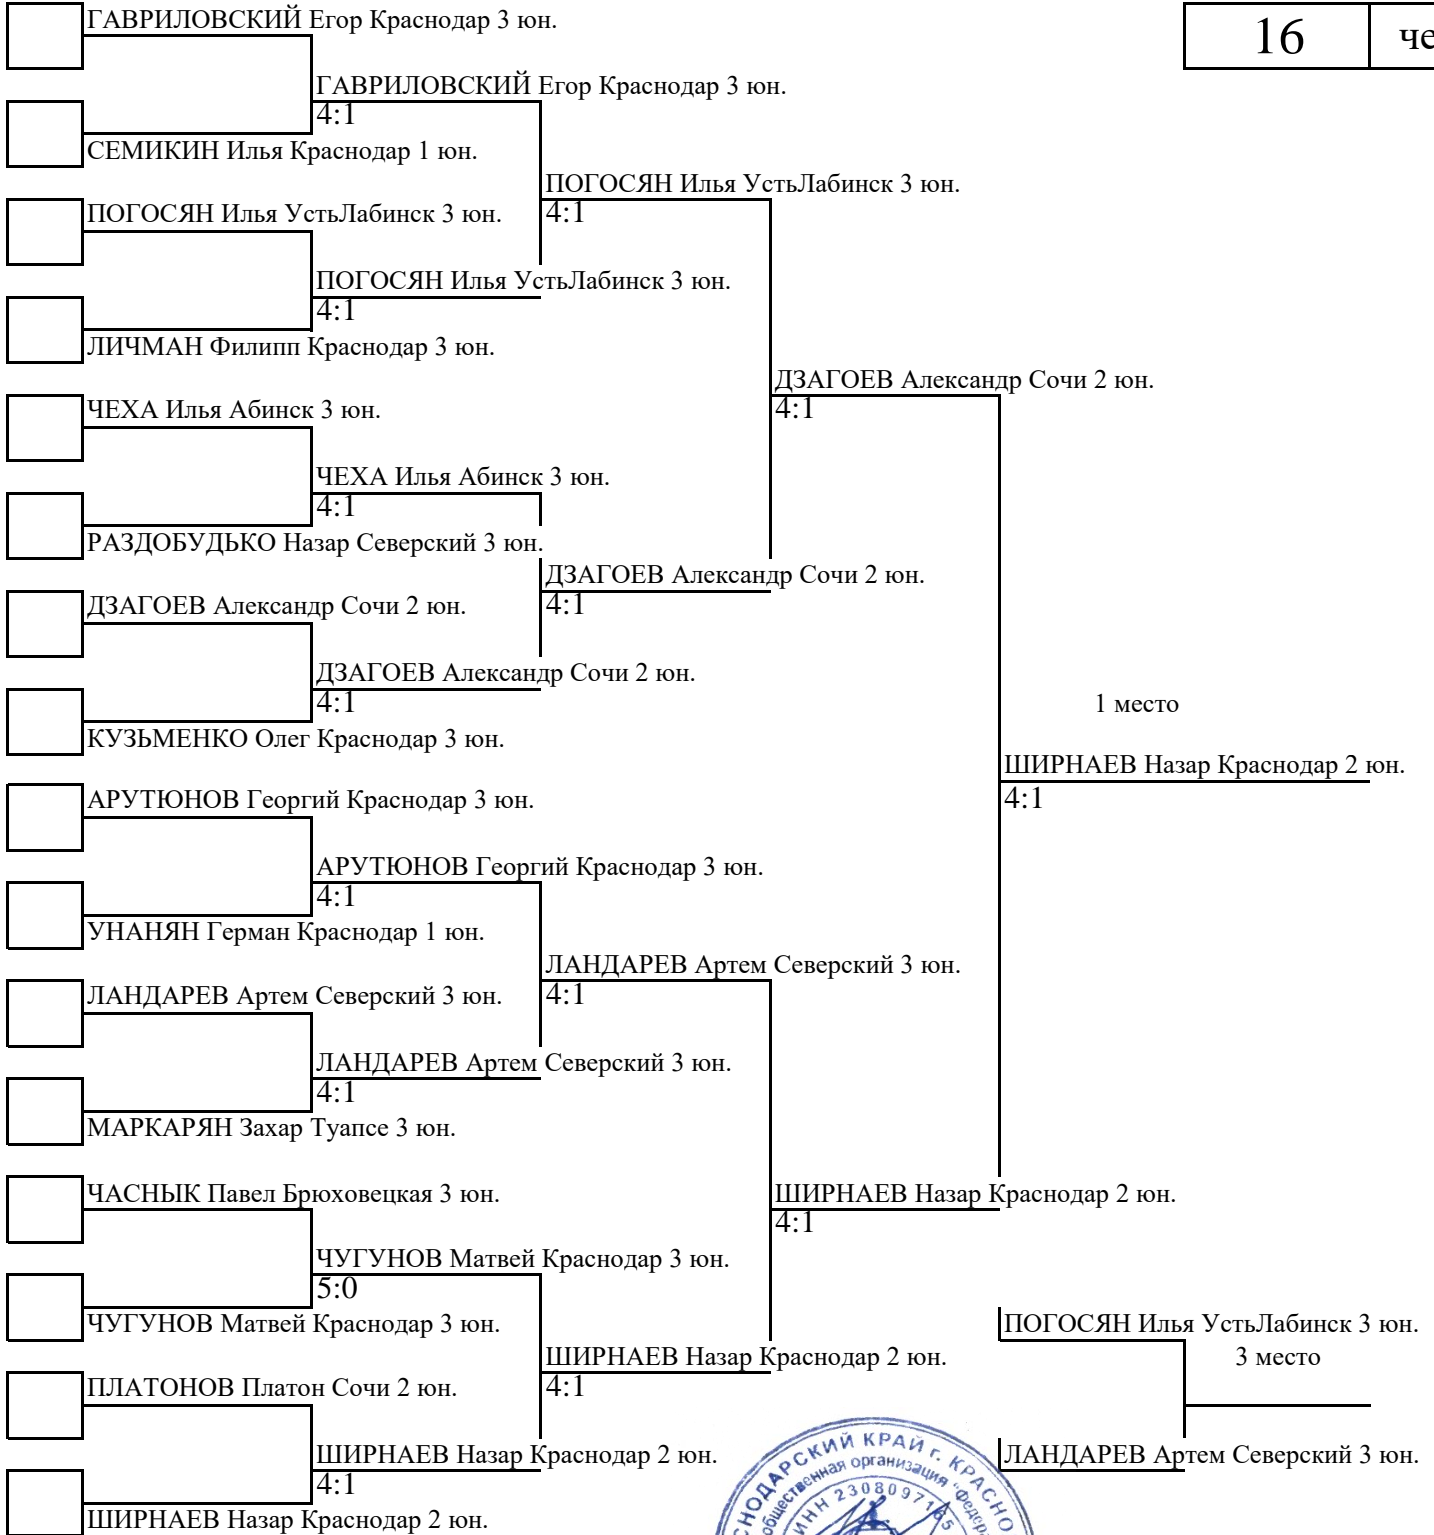 ГАВРИЛОВСКИЙ Егор Краснодар 3 юн.
16
че
ГАВРИЛОВСКИЙ Егор Краснодар 3 юн.
4:1
СЕМИКИН Илья Краснодар 1 юн.
ПОГОСЯН Илья УстьЛабинск 3 юн.
4:1
ПОГОСЯН Илья УстьЛабинск 3 юн.
ПОГОСЯН Илья УстьЛабинск 3 юн.
4:1
ЛИЧМАН Филипп Краснодар 3 юн.
ДЗАГОЕВ Александр Сочи 2 юн.
4:1
ЧЕХА Илья Абинск 3 юн.
ЧЕХА Илья Абинск 3 юн.
4:1
РАЗДОБУДЬКО Назар Северский 3 юн.
ДЗАГОЕВ Александр Сочи 2 юн.
4:1
ДЗАГОЕВ Александр Сочи 2 юн.
ДЗАГОЕВ Александр Сочи 2 юн.
4:1
1 место
КУЗЬМЕНКО Олег Краснодар 3 юн.
ШИРНАЕВ Назар Краснодар 2 юн.
4:1
АРУТЮНОВ Георгий Краснодар 3 юн.
АРУТЮНОВ Георгий Краснодар 3 юн.
4:1
УНАНЯН Герман Краснодар 1 юн.
ЛАНДАРЕВ Артем Северский 3 юн.
4:1
ЛАНДАРЕВ Артем Северский 3 юн.
ЛАНДАРЕВ Артем Северский 3 юн.
4:1
МАРКАРЯН Захар Туапсе 3 юн.
ЧАСНЫК Павел Брюховецкая 3 юн.
ШИРНАЕВ Назар Краснодар 2 юн.
4:1
ЧУГУНОВ Матвей Краснодар 3 юн.
5:0
ЧУГУНОВ Матвей Краснодар 3 юн.
ПОГОСЯН Илья УстьЛабинск 3 юн.
3 место
ШИРНАЕВ Назар Краснодар 2 юн.
4:1
ПЛАТОНОВ Платон Сочи 2 юн.
ШИРНАЕВ Назар Краснодар 2 юн.
4:1
ЛАНДАРЕВ Артем Северский 3 юн.
ШИРНАЕВ Назар Краснодар 2 юн.
СНОДАРСКИЙ КРАЙ г. КРАСНО
общественная организация "Федера
ИНН 2308097165